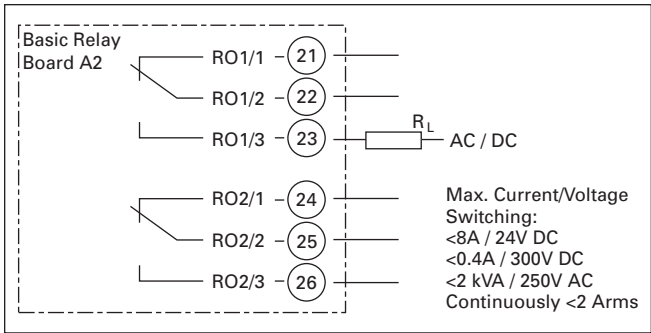 Basic Relay
Board A2
RO1/1 21
RO1/2 22
RO1/3 23 RL AC / DC
RO2/1 24
RO2/2 25
RO2/3 26
Max. Current/Voltage
Switching:
<8A / 24V DC
<0.4A / 300V DC
<2 kVA / 250V AC
Continuously <2 Arms